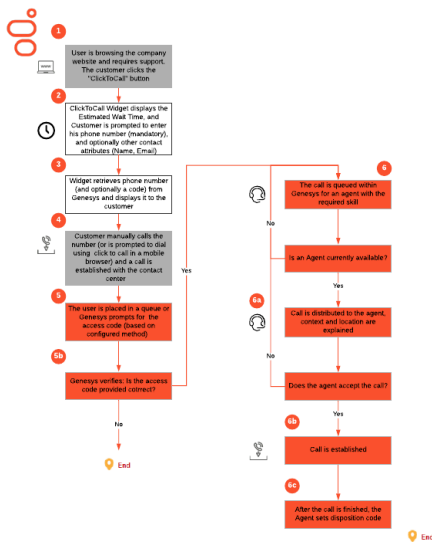 1
User is browsing the company
website and requires support.
The customer clicks the
"ClickToCall" button
2
ClickToCall Widget displays the
Estimated Wait Time, and
Customer is prompted to enter
his phone number (mandatory),
and optionally other contact
attributes (Name, Email)
3
Widget retrieves phone number
(and optionally a code) from
Genesys and displays it to the
customer
4
Customer manually calls the
number (or is prompted to dial
using click to call in a mobile
browser) and a call is
established with the contact
center
5
The user is placed in a queue or
Genesys prompts for the
access code (based on
configured method)
5b
Genesys verifies: Is the access
code provided cotrrect?
Yes
No
End
6
The call is queued within
Genesys for an agent with the
required skill
No
Is an Agent currently available?
Yes
6a
Call is distributed to the agent,
context and location are
explained
No
Does the agent accept the call?
Yes
6b
Call is established
6c
After the call is finished, the
Agent sets disposition code
End